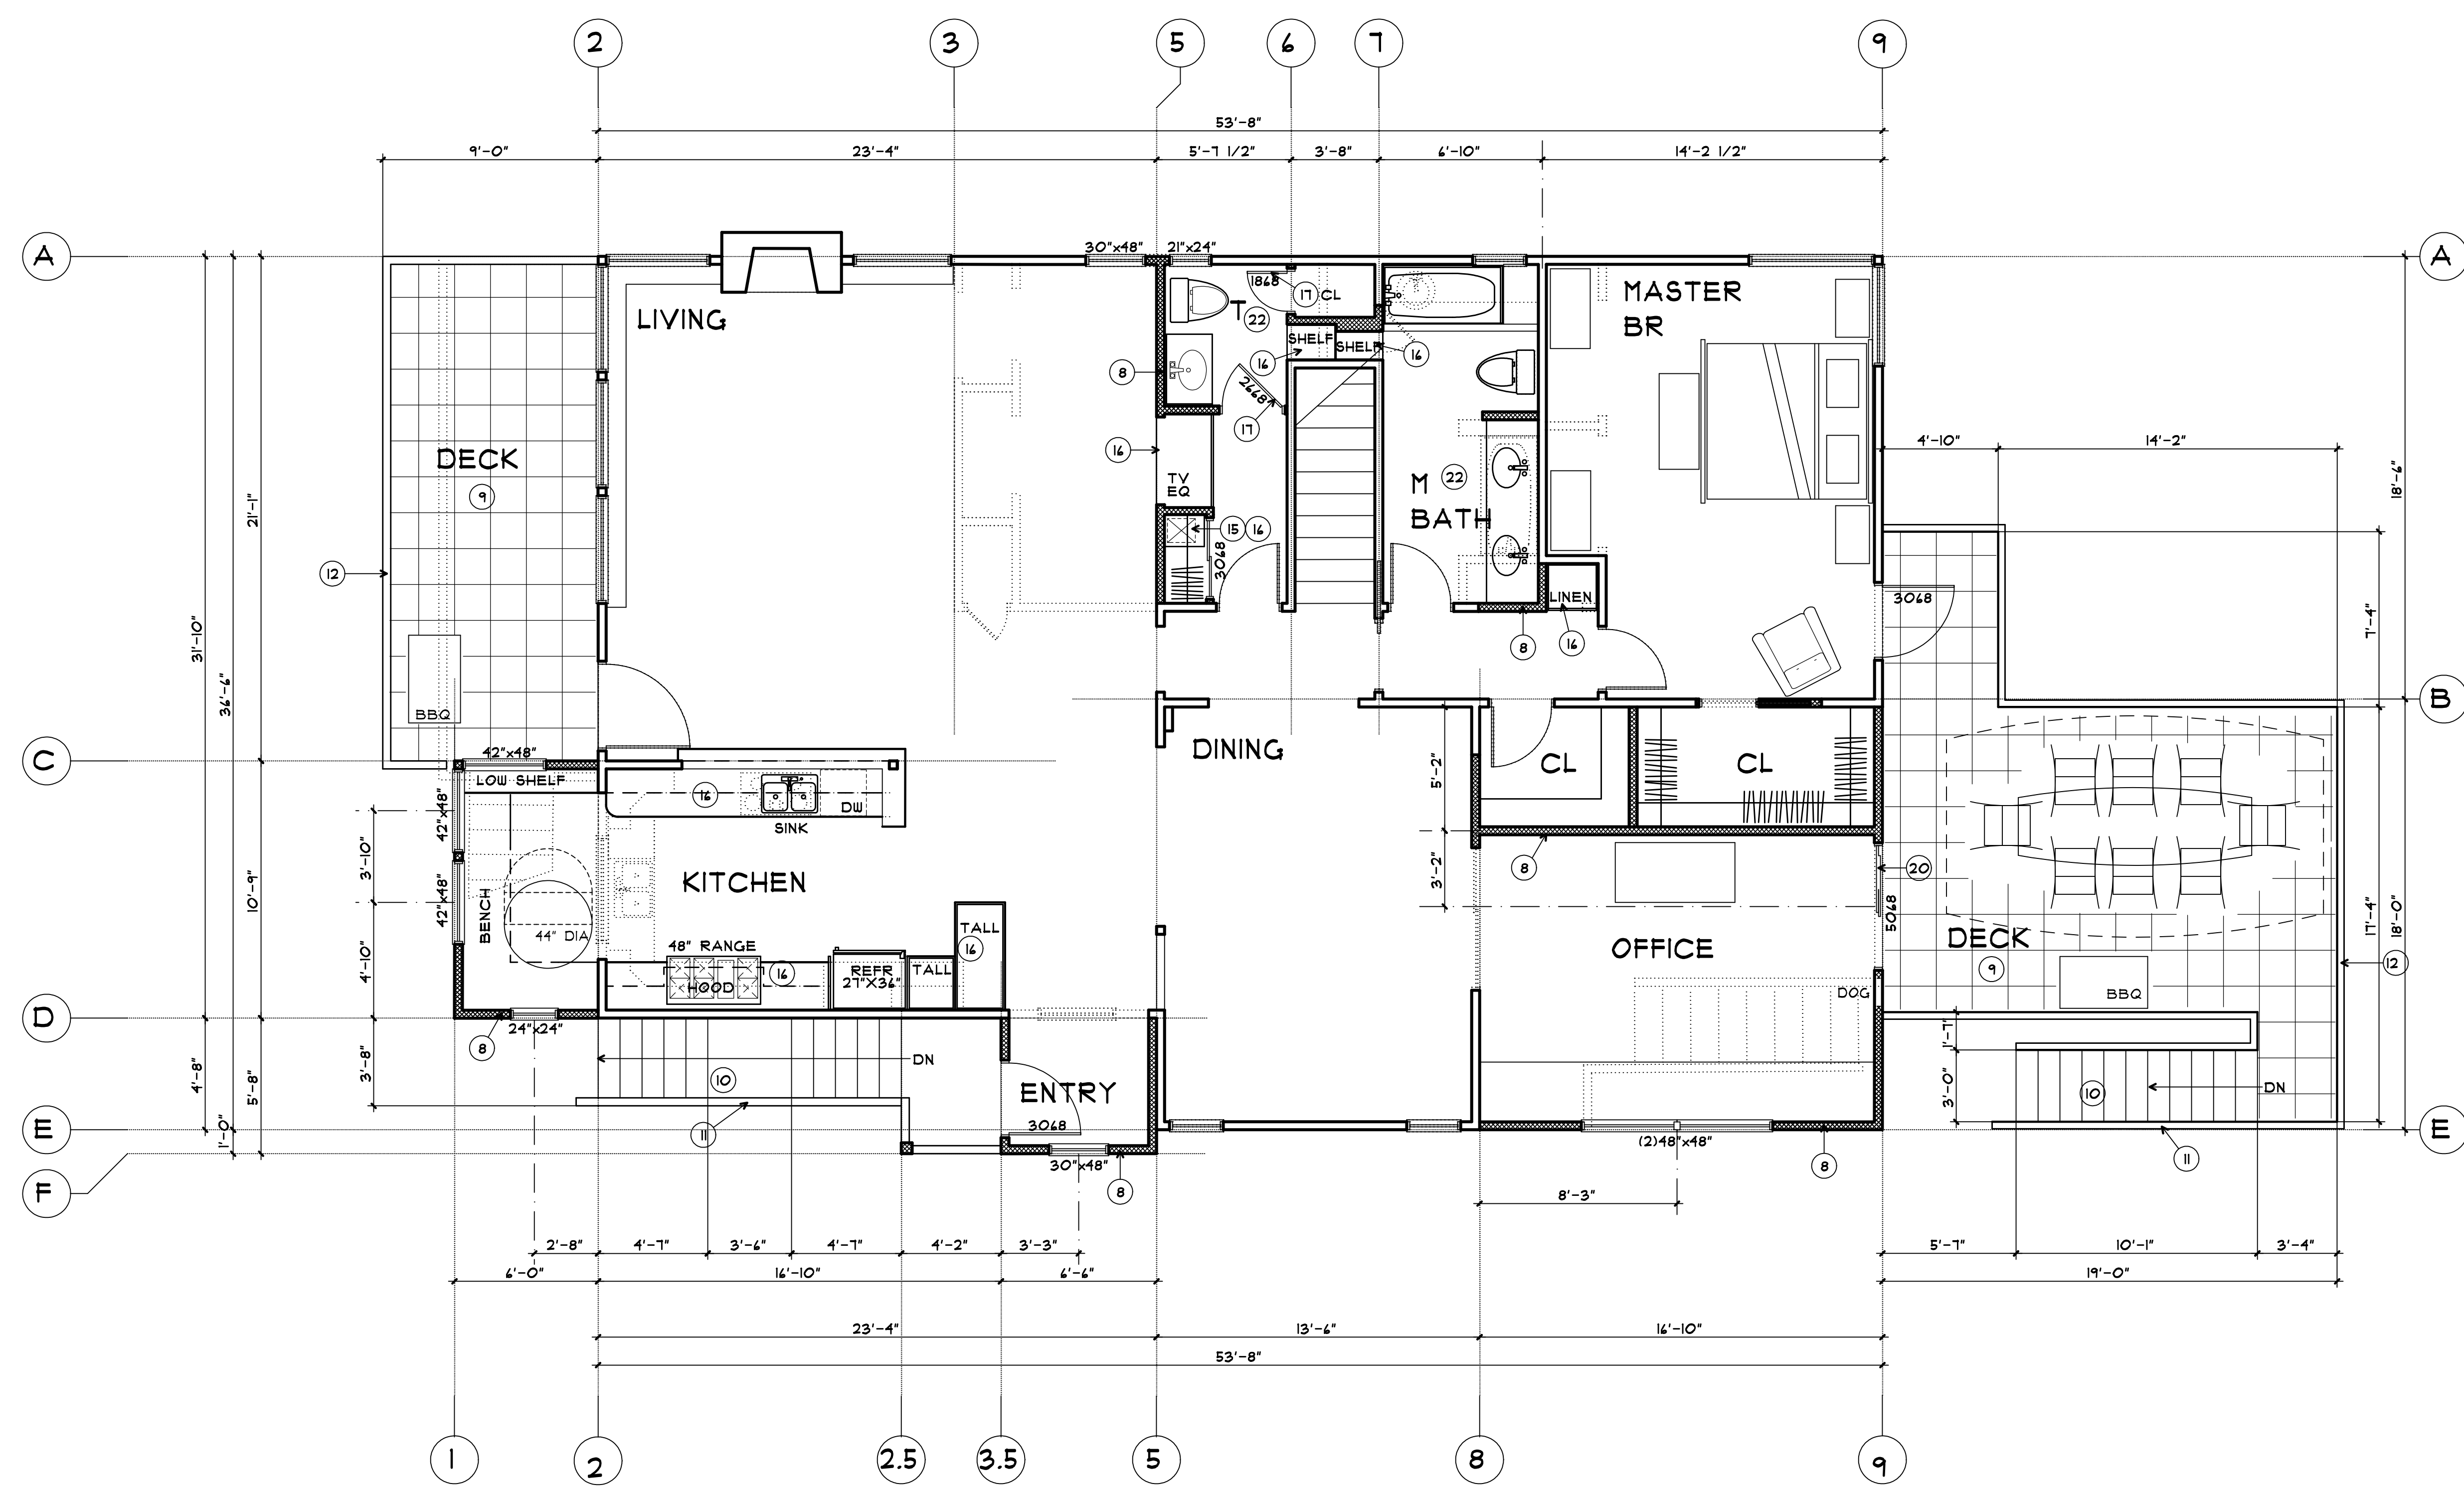 2 3 5 6 7 9
53'-8"
9'-0" 23'-4" 5'-7 1/2" 3'-8" 6'-10" 14'-2 1/2"
A A
30"x48" 21"x24"
1868
17 CL
LIVING
T 22
MASTER
BR
SHELF SHELF
16 16
8
2668
17
DECK
9
4'-10" 14'-2"
18'-6"
21'-1"
16
TV
EQ
M 22
BATH
15 16
3068
12
LINEN
3068
31'-10"
36'-6"
7'-4"
8 16
B
BBQ
C
42"x48"
LOW SHELF
DINING
CL CL
5'-2"
42"x48"
16
DW
SINK
3'-10"
10'-9"
KITCHEN
3'-2"
8
20
42"x48"
BENCH
44" DIA
TALL
16
5068
17'-4"
18'-0"
48" RANGE
HOOD
16
REFR
27"X36"
TALL
OFFICE
DECK
9
12
4'-10"
DOG
BBQ
D
24"x24"
8
1'-7"
DN
10
3'-8"
4'-8"
5'-8"
ENTRY
3'-0"
10
DN
E
1'-0"
11
3068
(2)48"x48"
E
30"x48"
8
8
11
F
8'-3"
2'-8" 4'-7" 3'-6" 4'-7" 4'-2" 3'-3"
5'-7" 10'-1" 3'-4"
6'-0" 16'-10" 6'-6"
19'-0"
23'-4" 13'-6" 16'-10"
53'-8"
1 2 2.5 3.5 5 8 9